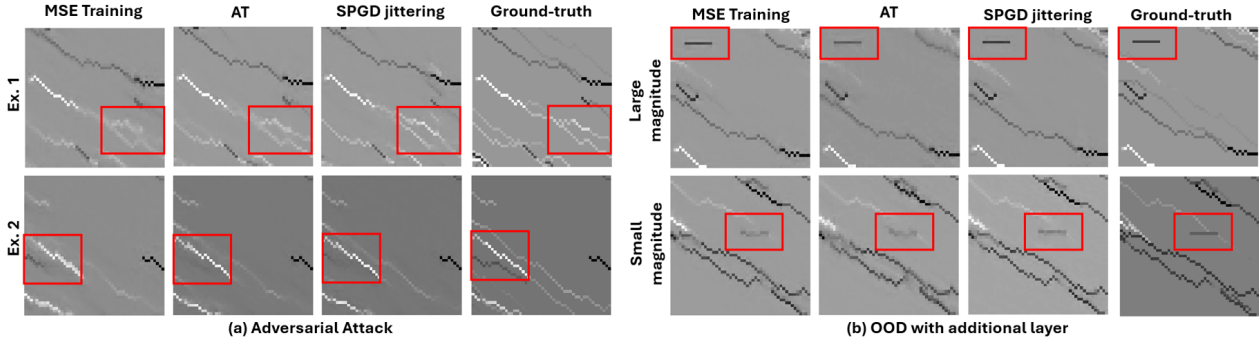 MSE Training AT SPGD jittering Ground-truth
Ex. 1
Ex. 2
(a) Adversarial Attack
MSE Training AT SPGD jittering Ground-truth
Large
magnitude
Small
magnitude
(b) OOD with additional layer